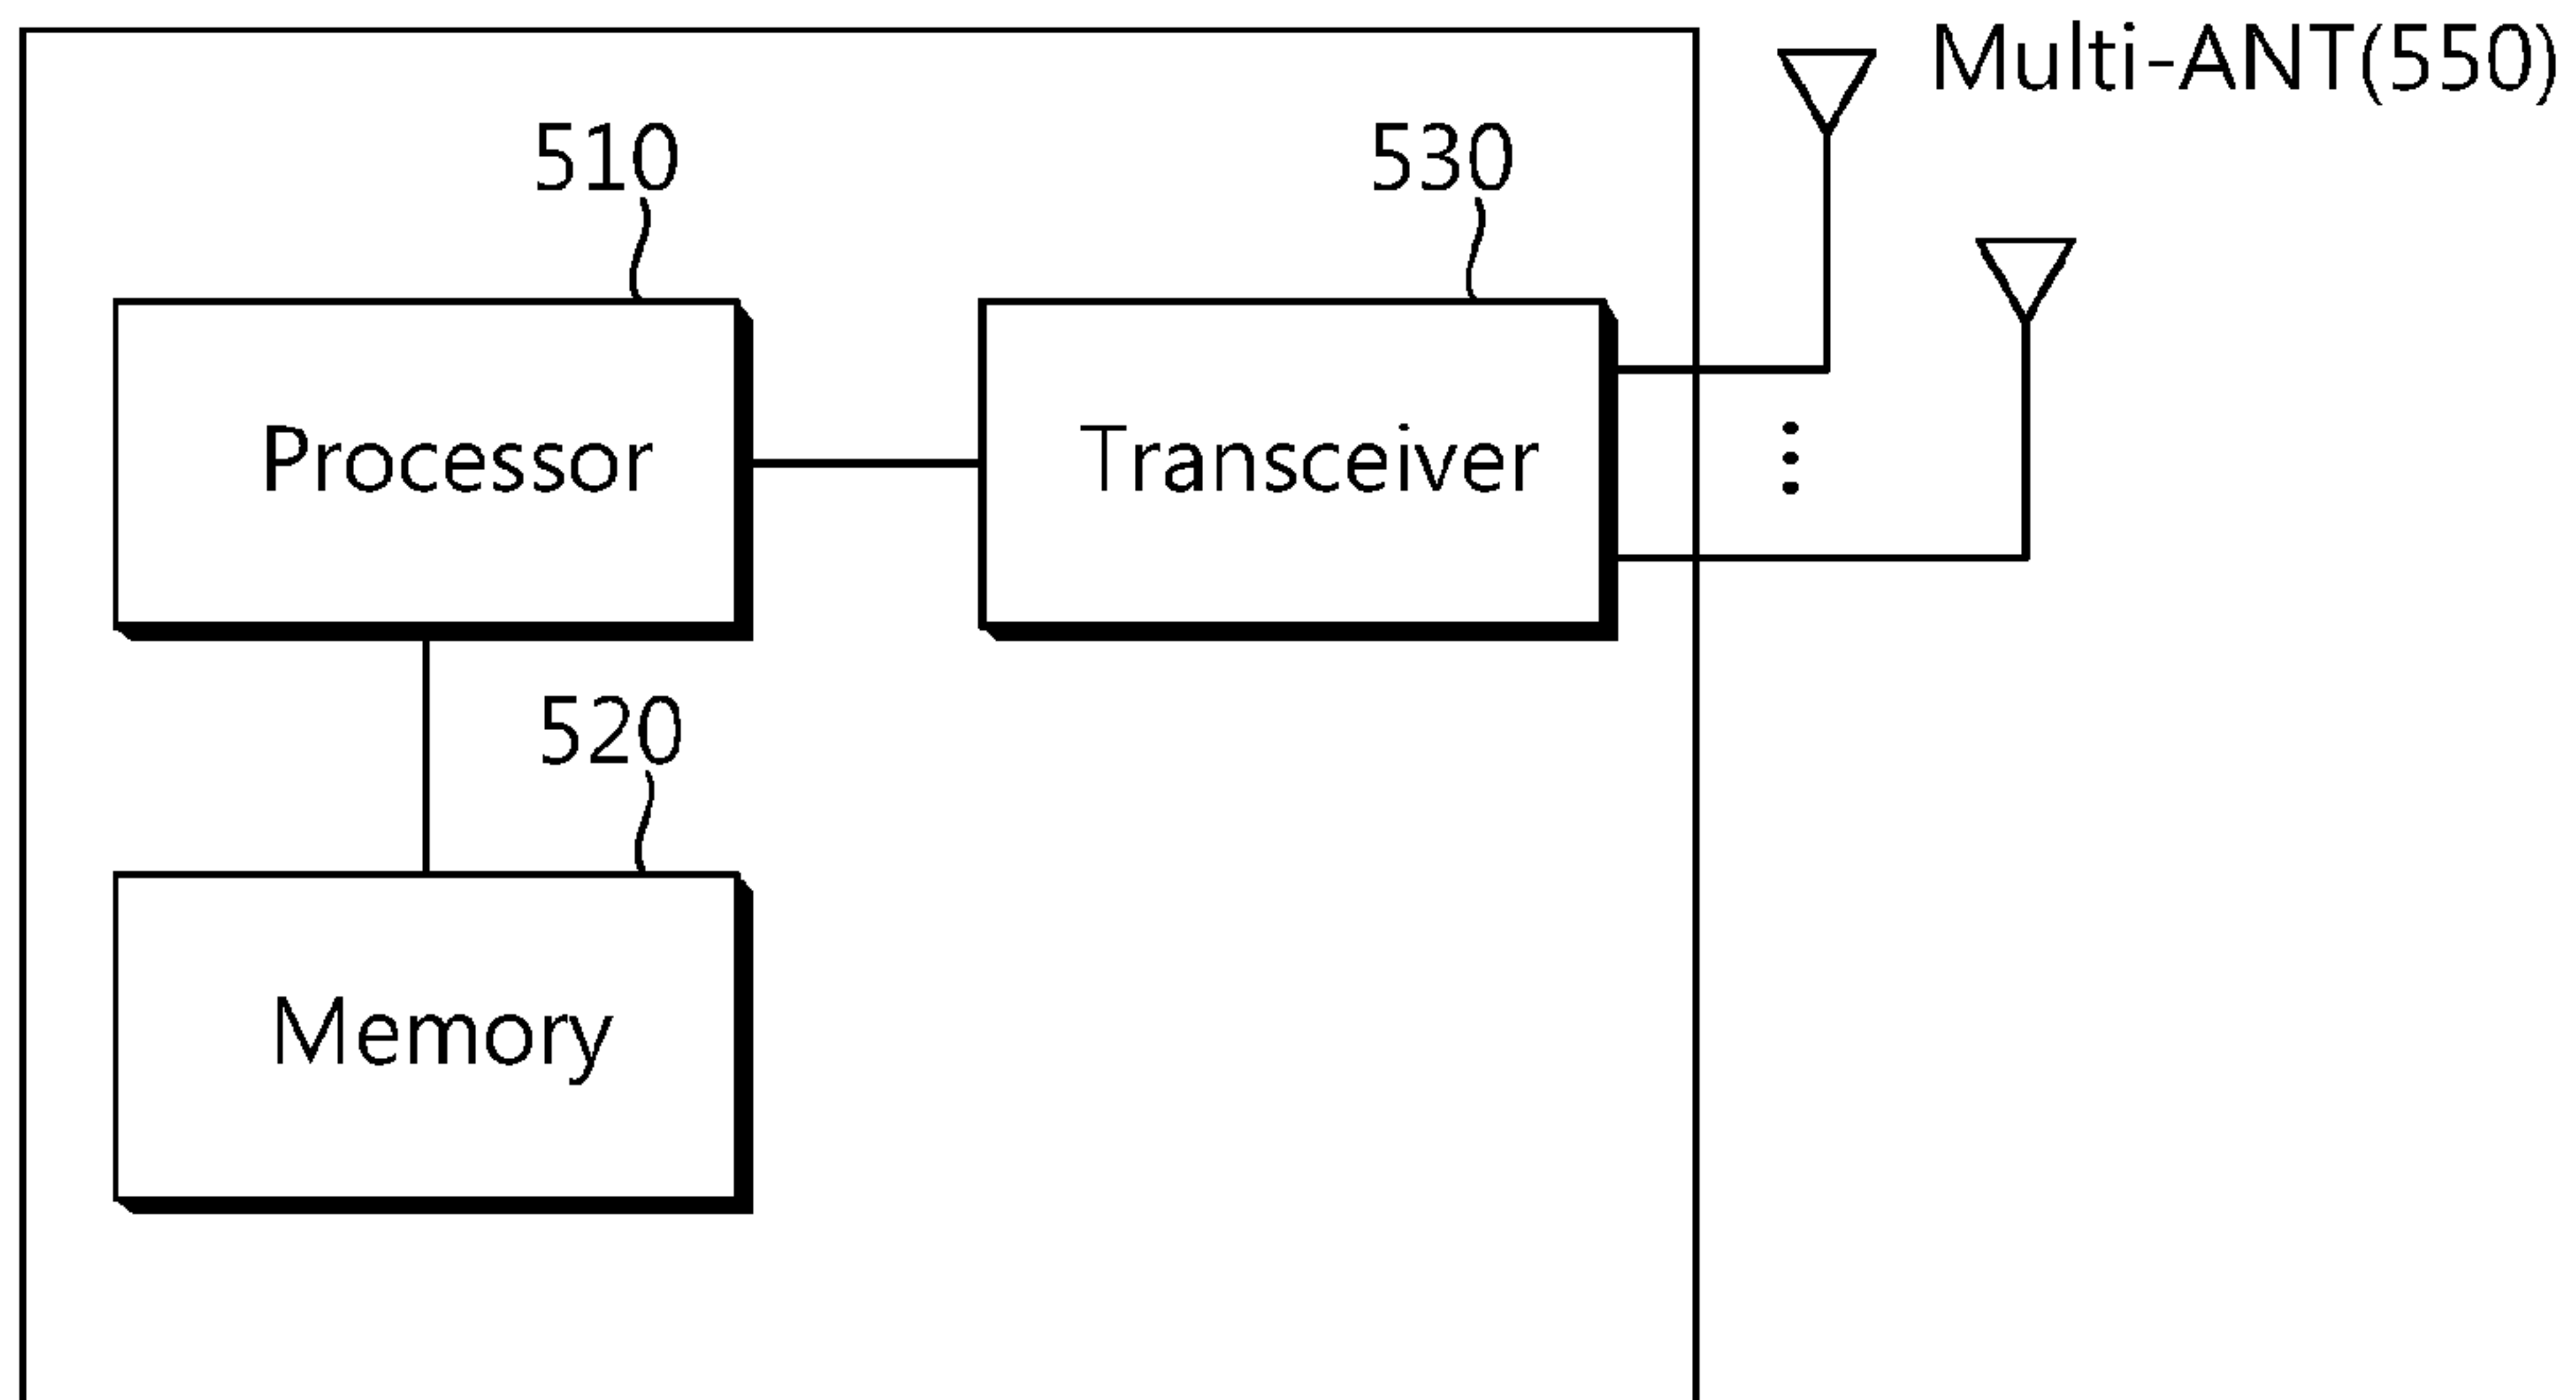 Multi-ANT(550)
510
530
Processor
Transceiver
520
Memory